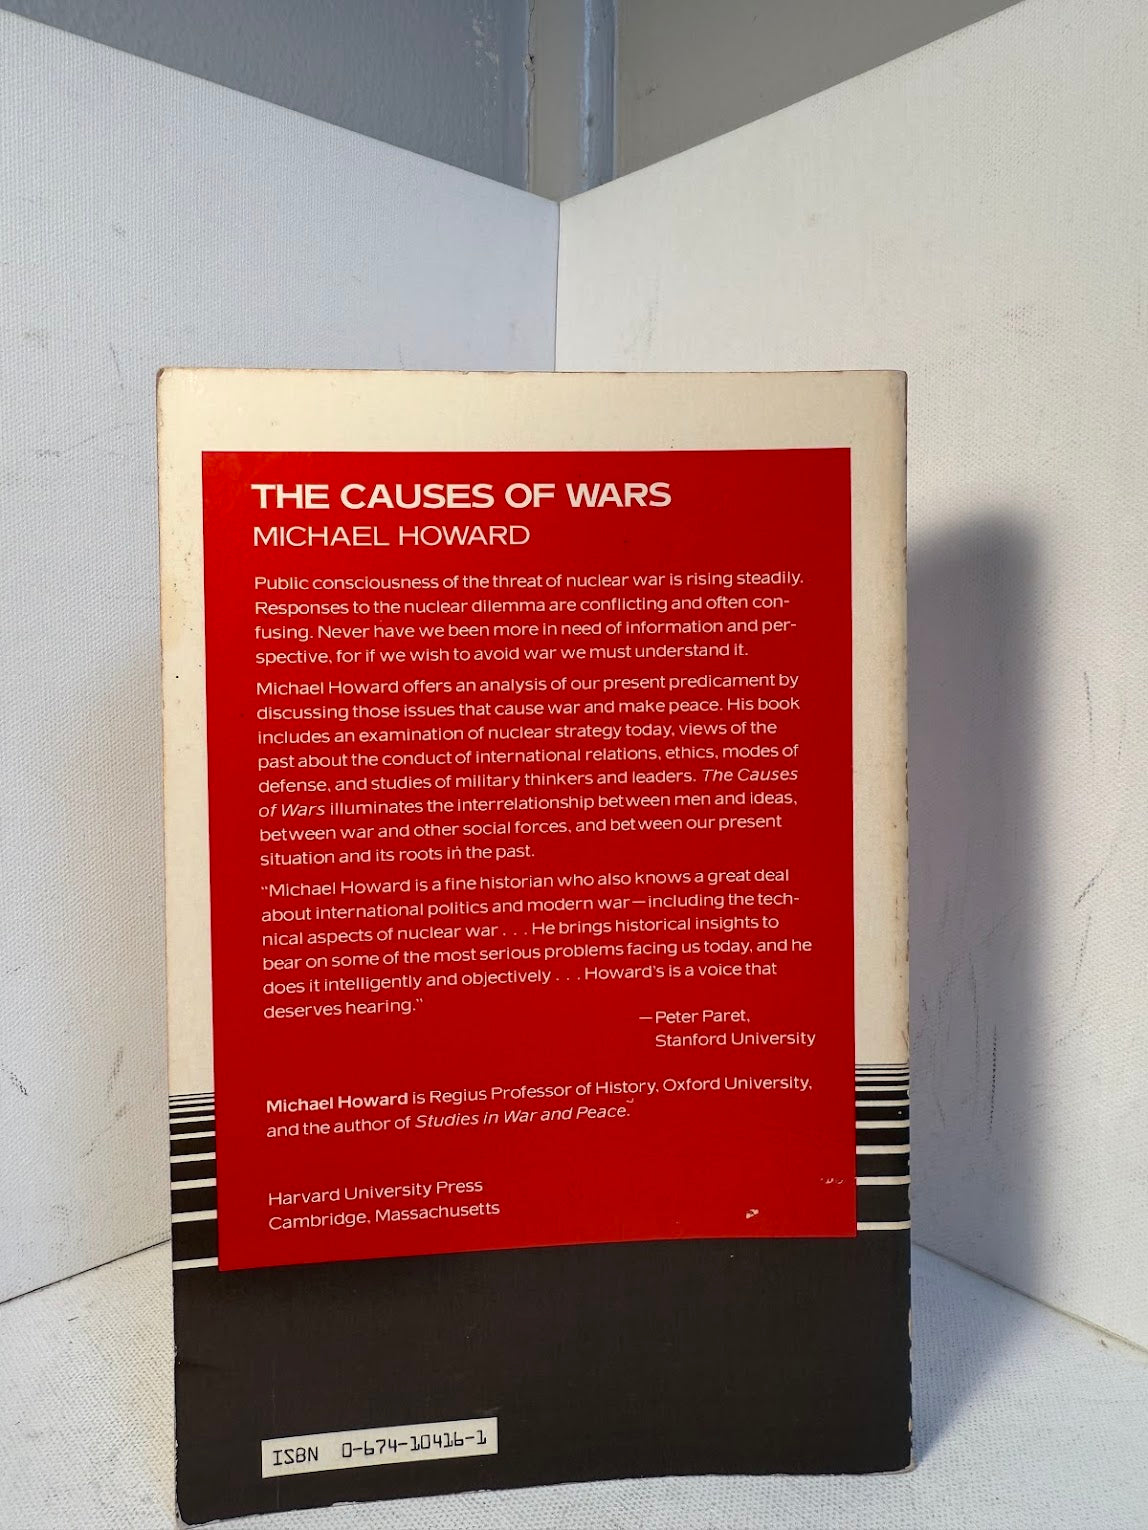 THE CAUSES OF WARS
MICHAEL HOWARD
Public consciousness of the threat of nuclear war is rising steadily.
Responses to the nuclear dilemma are conflicting and often con-
fusing. Never have we been more in need of information and per-
spective, for if we wish to avoid war we must understand it.
Michael Howard offers an analysis of our present predicament by
discussing those issues that cause war and make peace. His book
includes an examination of nuclear strategy today, views of the
past about the conduct of international relations, ethics, modes of
defense, and studies of military thinkers and leaders. The Causes
of Wars illuminates the interrelationship between men and ideas,
between war and other social forces, and between our present
situation and its roots in the past.
“Michael Howard is a fine historian who also knows a great deal
about international politics and modern war—including the tech-
nical aspects of nuclear war . . . He brings historical insights to
bear on some of the most serious problems facing us today, and he
does it intelligently and objectively . . . Howard's is a voice that
deserves hearing.”
—Peter Paret,
Stanford University
Michael Howard is Regius Professor of History, Oxford University,
and the author of Studies in War and Peace.
Harvard University Press
Cambridge, Massachusetts
ISBN 0-674-10416-1